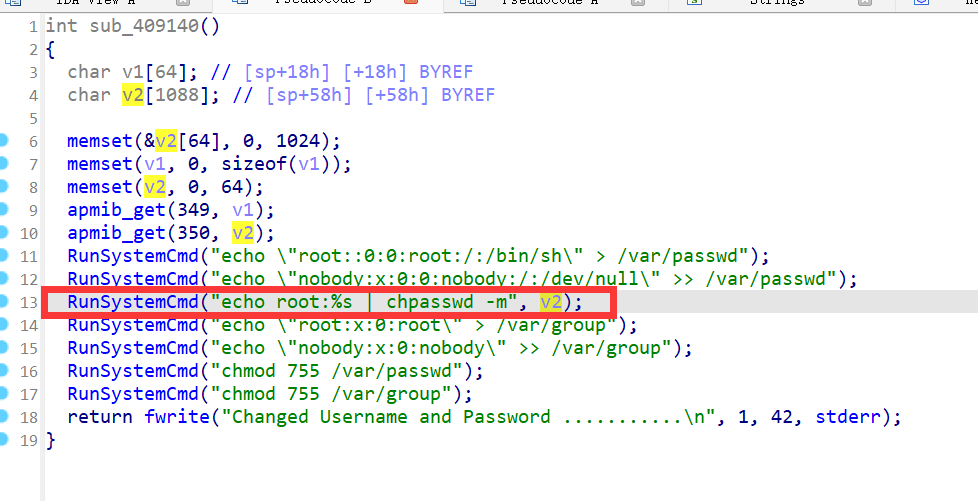 IDA View A Pseudocode B Pseudocode A Strings
1 int sub_409140()
2 {
3 char v1[64]; // [sp+18h] [+18h] BYREF
4 char v2[1088]; // [sp+58h] [+58h] BYREF
5
6 memset(&v2[64], 0, 1024);
7 memset(v1, 0, sizeof(v1));
8 memset(v2, 0, 64);
9 apmib_get(349, v1);
10 apmib_get(350, v2);
11 RunSystemCmd("echo \"root::0:0:root:/:/bin/sh\" > /var/passwd");
12 RunSystemCmd("echo \"nobody:x:0:0:nobody:/:/dev/null\" >> /var/passwd");
13 RunSystemCmd("echo root:%s | chpasswd -m", v2);
14 RunSystemCmd("echo \"root:x:0:root\" > /var/group");
15 RunSystemCmd("echo \"nobody:x:0:nobody\" >> /var/group");
16 RunSystemCmd("chmod 755 /var/passwd");
17 RunSystemCmd("chmod 755 /var/group");
18 return fwrite("Changed Username and Password ...........\n", 1, 42, stderr);
19 }